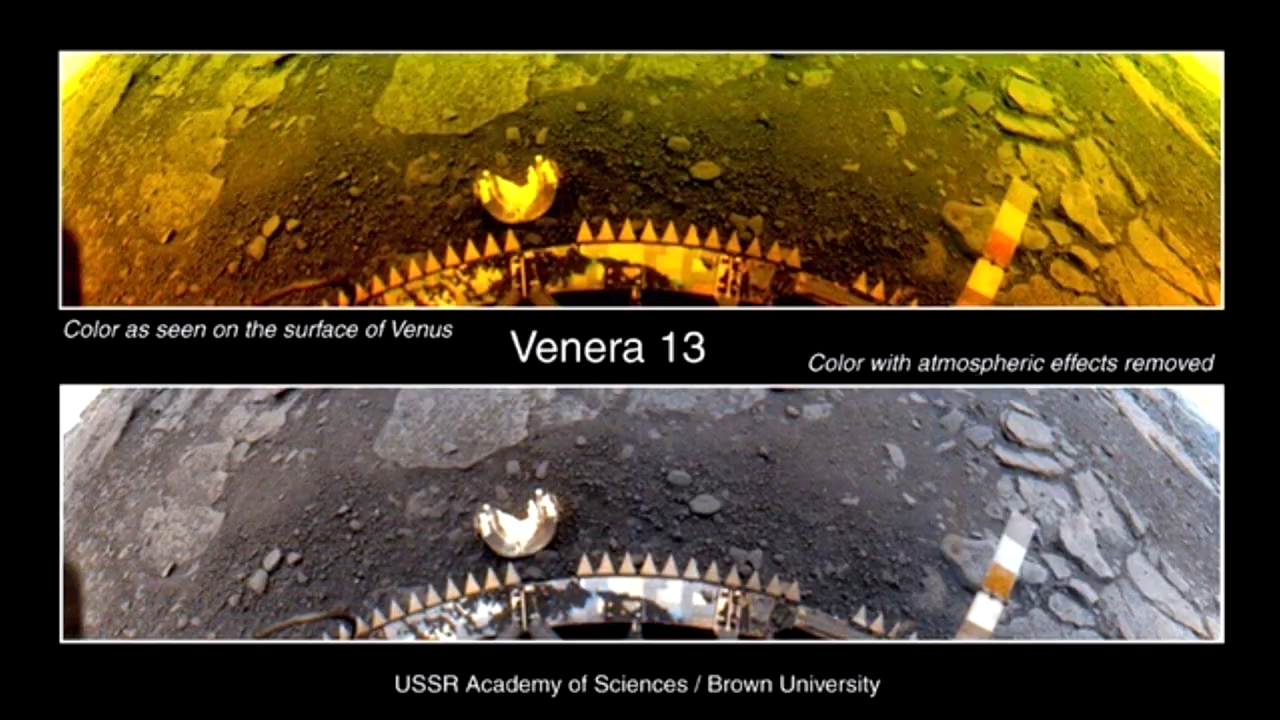 Color as seen on the surface of Venus
Venera 13
Color with atmospheric effects removed
USSR Academy of Sciences / Brown University